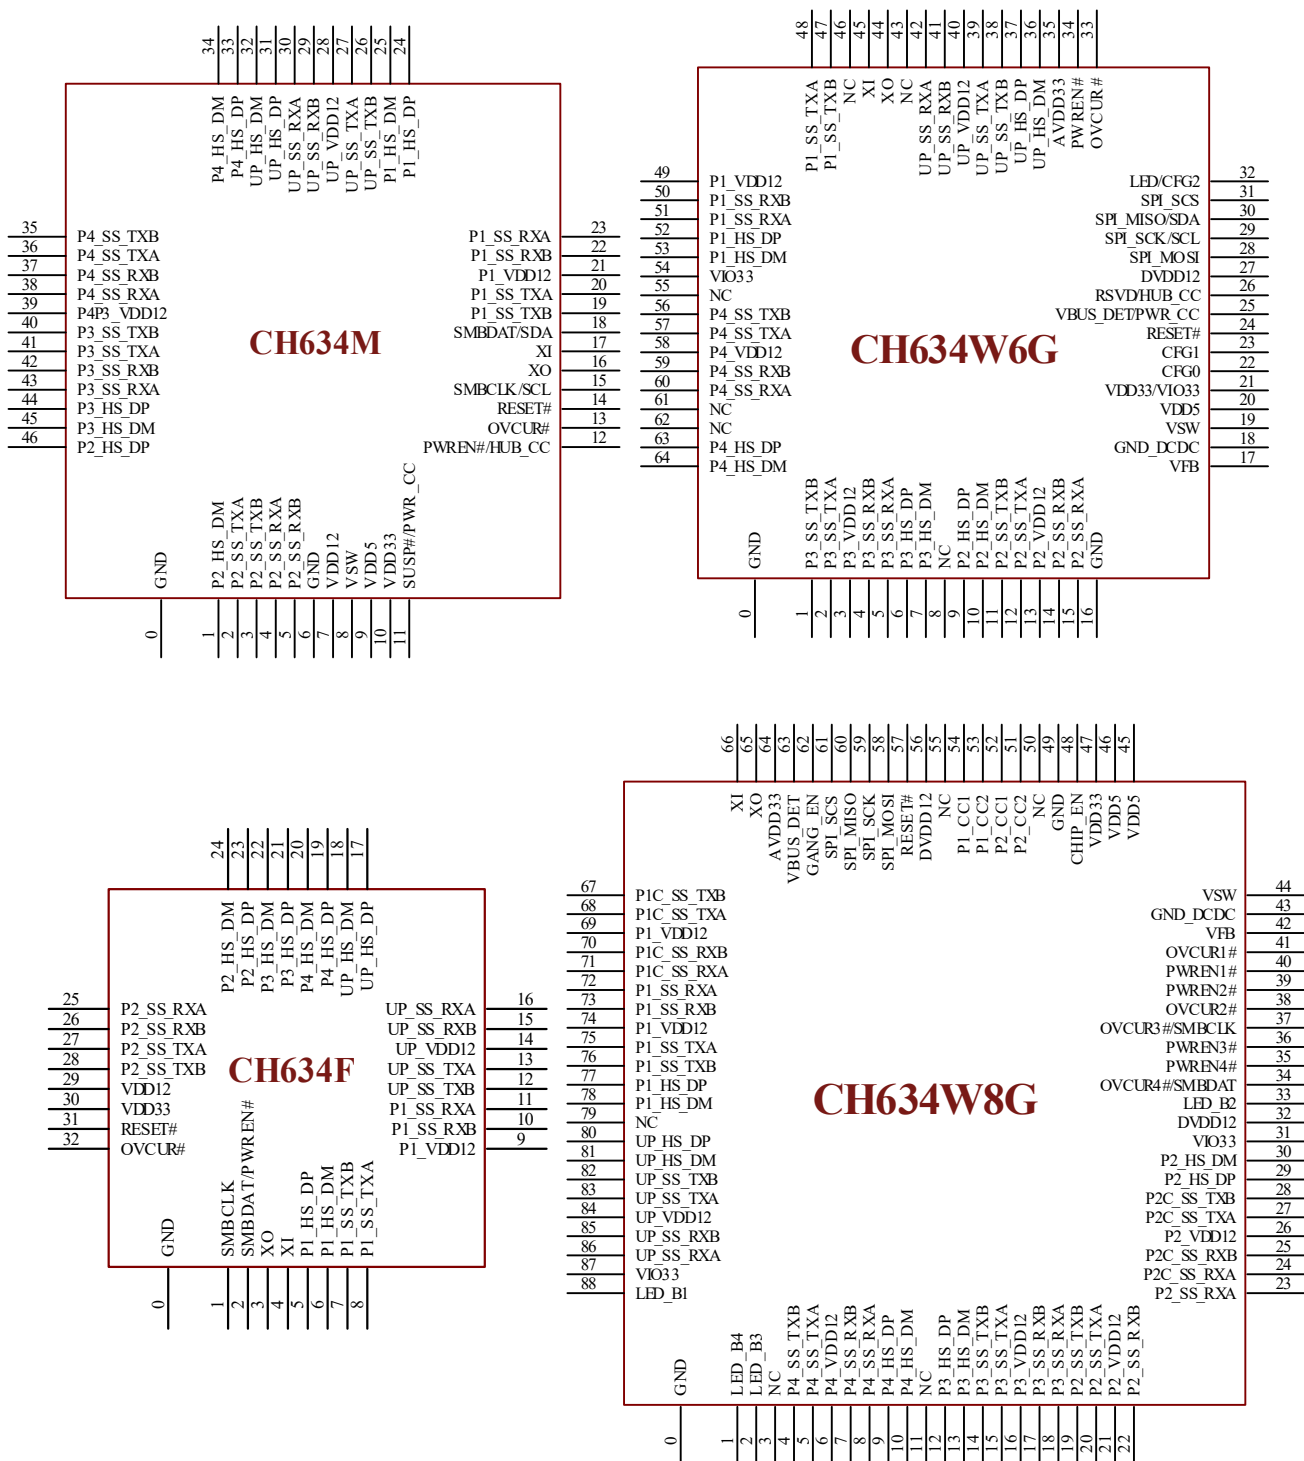 34 33 32 31 30 29 28 27 26 25 24
P4_HS_DM P4_HS_DP UP_HS_DM UP_HS_DP UP_SS_RXA UP_SS_RXB UP_VDD12 UP_SS_TXA UP_SS_TXB P1_HS_DM P1_HS_DP
35 P4_SS_TXB P1_SS_RXA 23
36 P4_SS_TXA P1_SS_RXB 22
37 P4_SS_RXB P1_VDD12 21
38 P4_SS_RXA P1_SS_TXA 20
39 P4P3_VDD12 P1_SS_TXB 19
40 P3_SS_TXB SMBDAT/SDA 18
41 P3_SS_TXA XI 17
CH634M
42 P3_SS_RXB XO 16
43 P3_SS_RXA SMBCLK/SCL 15
44 P3_HS_DP RESET# 14
45 P3_HS_DM OVCUR# 13
46 P2_HS_DP PWREN#/HUB_CC 12
GND P2_HS_DM P2_SS_TXA P2_SS_TXB P2_SS_RXA P2_SS_RXB GND VDD12 VSW VDD5 VDD33 SUSP#/PWR_CC
0 1 2 3 4 5 6 7 8 9 10 11
48 47 46 45 44 43 42 41 40 39 38 37 36 35 34 33
P1_SS_TXA P1_SS_TXB NC XI XO NC UP_SS_RXA UP_SS_RXB UP_VDD12 UP_SS_TXA UP_SS_TXB UP_HS_DP UP_HS_DM AVDD33 PWREN# OVCUR#
49 P1_VDD12 LED/CFG2 32
50 P1_SS_RXB SPI_SCS 31
51 P1_SS_RXA SPI_MISO/SDA 30
52 P1_HS_DP SPI_SCK/SCL 29
53 P1_HS_DM SPI_MOSI 28
54 VIO33 DVDD12 27
55 NC RSVD/HUB_CC 26
56 P4_SS_TXB VBUS_DET/PWR_CC 25
57 P4_SS_TXA RESET# 24
CH634W6G
58 P4_VDD12 CFG1 23
59 P4_SS_RXB CFG0 22
60 P4_SS_RXA VDD33/VIO33 21
61 NC VDD5 20
62 NC VSW 19
63 P4_HS_DP GND_DCDC 18
64 P4_HS_DM VFB 17
GND P3_SS_TXB P3_SS_TXA P3_VDD12 P3_SS_RXB P3_SS_RXA P3_HS_DP P3_HS_DM NC P2_HS_DP P2_HS_DM P2_SS_TXB P2_SS_TXA P2_VDD12 P2_SS_RXB P2_SS_RXA GND
0 1 2 3 4 5 6 7 8 9 10 11 12 13 14 15 16
24 23 22 21 20 19 18 17
P2_HS_DM P2_HS_DP P3_HS_DM P3_HS_DP P4_HS_DM P4_HS_DP UP_HS_DM UP_HS_DP
25 P2_SS_RXA UP_SS_RXA 16
26 P2_SS_RXB UP_SS_RXB 15
27 P2_SS_TXA UP_VDD12 14
28 P2_SS_TXB UP_SS_TXA 13
CH634F
29 VDD12 UP_SS_TXB 12
30 VDD33 P1_SS_RXA 11
31 RESET# P1_SS_RXB 10
32 OVCUR# P1_VDD12 9
GND SMBCLK SMBDAT/PWREN# XO XI P1_HS_DP P1_HS_DM P1_SS_TXB P1_SS_TXA
0 1 2 3 4 5 6 7 8
66 65 64 63 62 61 60 59 58 57 56 55 54 53 52 51 50 49 48 47 46 45
XI XO AVDD33 VBUS_DET GANG_EN SPI_SCS SPI_MISO SPI_SCK SPI_MOSI RESET# DVDD12 NC P1_CC1 P1_CC2 P2_CC1 P2_CC2 NC GND CHIP_EN VDD33 VDD5 VDD5
67 P1C_SS_TXB VSW 44
68 P1C_SS_TXA GND_DCDC 43
69 P1_VDD12 VFB 42
70 P1C_SS_RXB OVCUR1# 41
71 P1C_SS_RXA PWREN1# 40
72 P1_SS_RXA PWREN2# 39
73 P1_SS_RXB OVCUR2# 38
74 P1_VDD12 OVCUR3#/SMBCLK 37
75 P1_SS_TXA PWREN3# 36
76 P1_SS_TXB PWREN4# 35
77 P1_HS_DP OVCUR4#/SMBDAT 34
CH634W8G
78 P1_HS_DM LED_B2 33
79 NC DVDD12 32
80 UP_HS_DP VIO33 31
81 UP_HS_DM P2_HS_DM 30
82 UP_SS_TXB P2_HS_DP 29
83 UP_SS_TXA P2C_SS_TXB 28
84 UP_VDD12 P2C_SS_TXA 27
85 UP_SS_RXB P2_VDD12 26
86 UP_SS_RXA P2C_SS_RXB 25
87 VIO33 P2C_SS_RXA 24
88 LED_B1 P2_SS_RXA 23
GND LED_B4 LED_B3 NC P4_SS_TXB P4_SS_TXA P4_VDD12 P4_SS_RXB P4_SS_RXA P4_HS_DP P4_HS_DM NC P3_HS_DP P3_HS_DM P3_SS_TXB P3_SS_TXA P3_VDD12 P3_SS_RXB P3_SS_RXA P2_SS_TXB P2_SS_TXA P2_VDD12 P2_SS_RXB
0 1 2 3 4 5 6 7 8 9 10 11 12 13 14 15 16 17 18 19 20 21 22